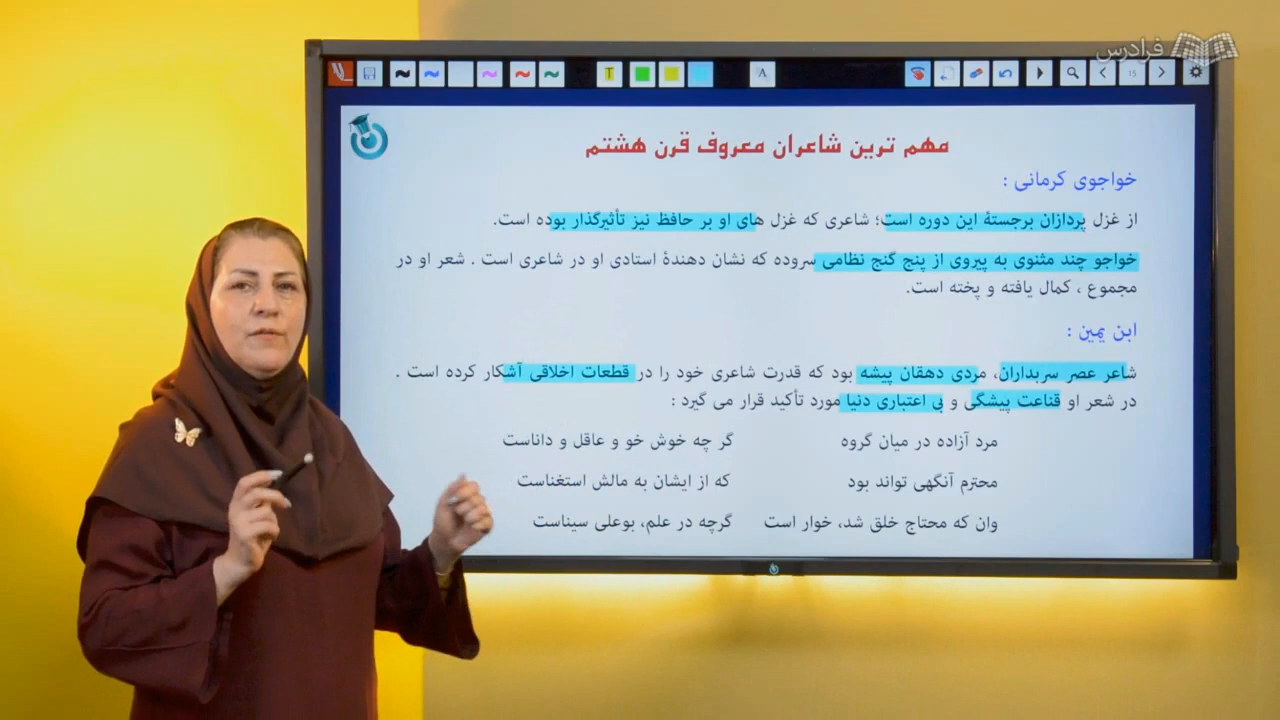 فرادرس
T A 15
مهم ترین شاعران معروف قرن هشتم
خواجوی کرمانی :
از غزل پردازان برجستهٔ این دوره است؛ شاعری که غزل های او بر حافظ نیز تأثیرگذار بوده است.
خواجو چند مثنوی به پیروی از پنج گنج نظامی سروده که نشان دهندهٔ استادی او در شاعری است . شعر او در
مجموع ، کمال یافته و پخته است.
ابن یمین :
شاعر عصر سربداران، مردی دهقان پیشه بود که قدرت شاعری خود را در قطعات اخلاقی آشکار کرده است .
در شعر او قناعت پیشگی و بی اعتباری دنیا مورد تأکید قرار می گیرد :
مرد آزاده در میان گروه گر چه خوش خو و عاقل و داناست
محترم آنگهی تواند بود که از ایشان به مالش استغناست
وان که محتاج خلق شد، خوار است گرچه در علم، بوعلی سیناست